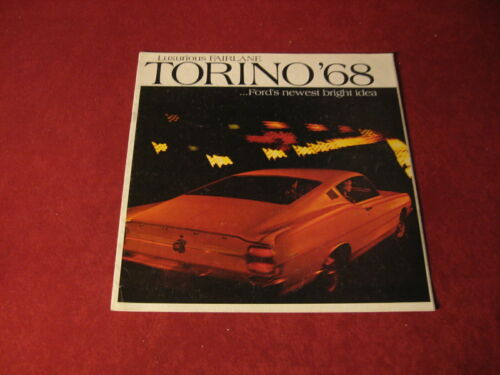 Luxurious FAIRLANE
TORINO '68
...Ford's newest bright idea